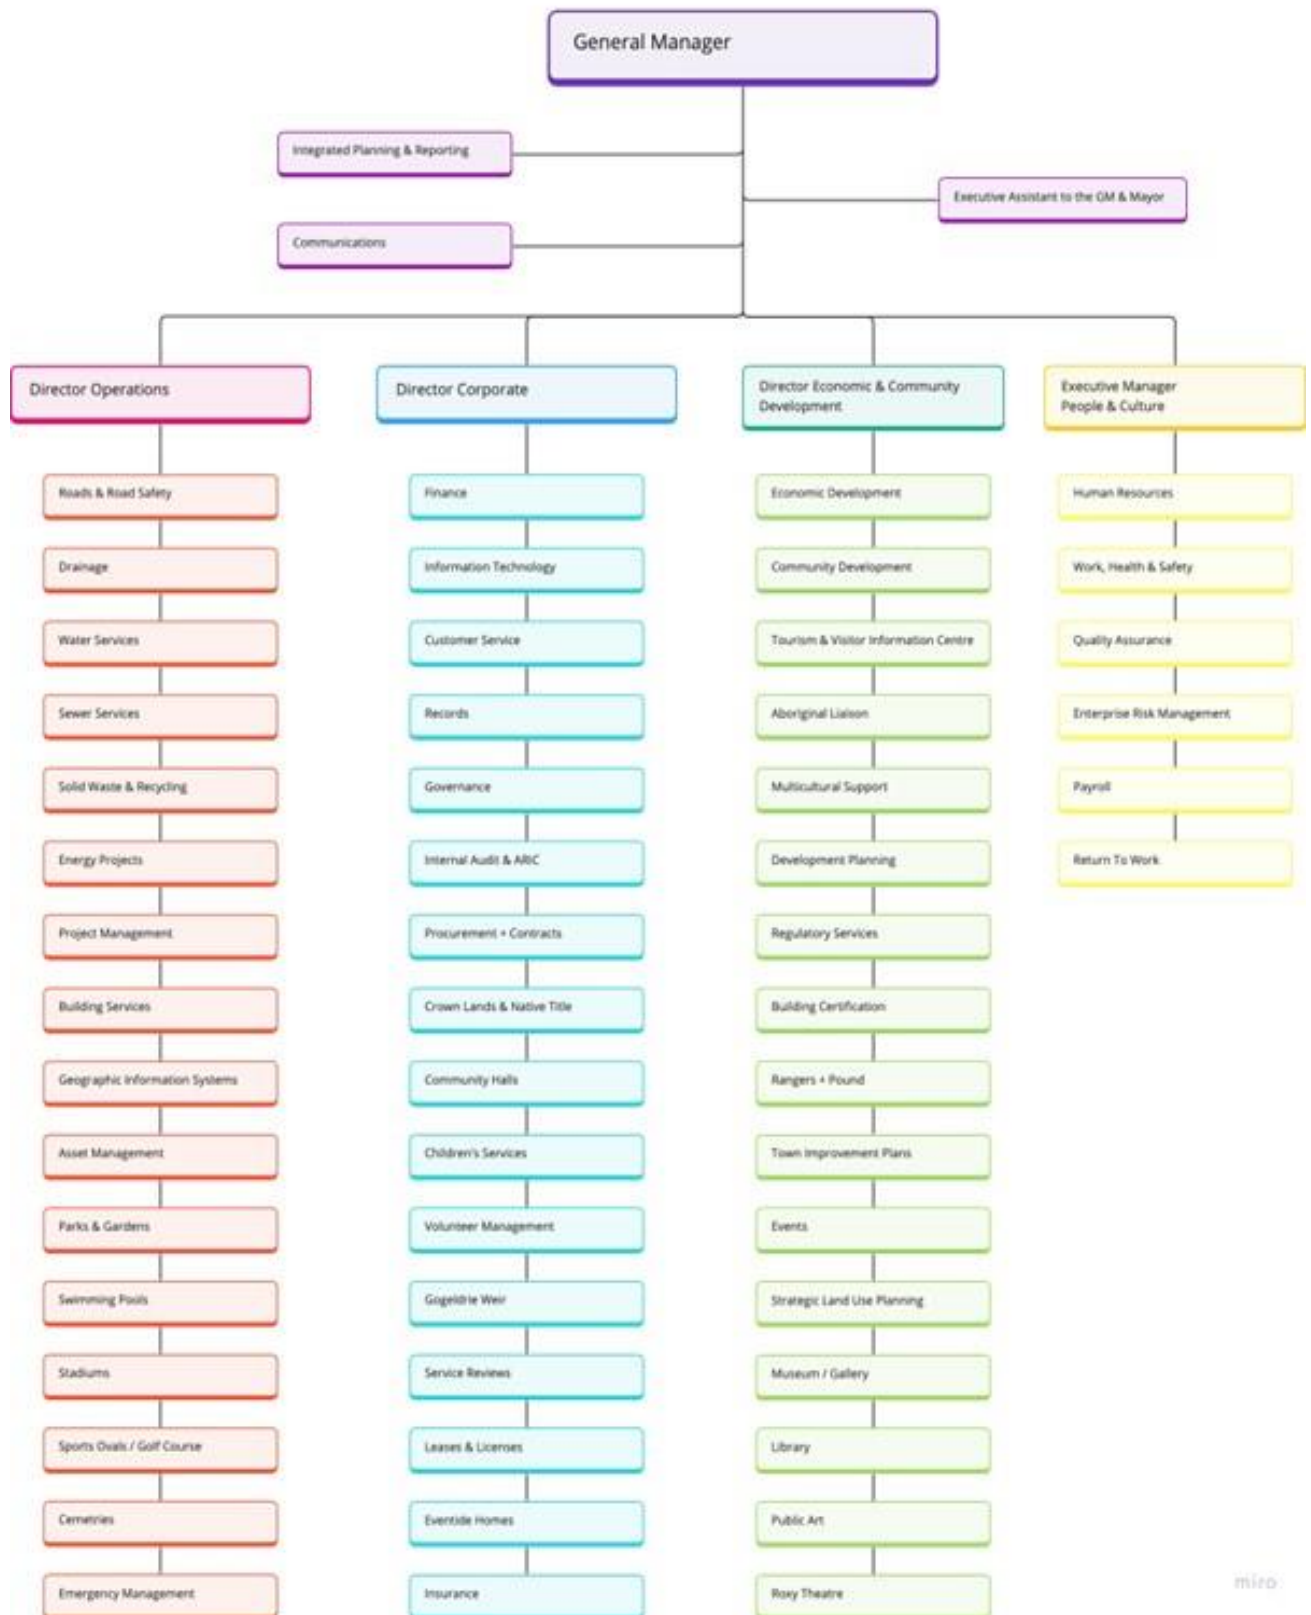 General Manager
Integrated Planning & Reporting
Executive Assistant to the GM & Mayor
Communications
Director Operations
Roads & Road Safety
Drainage
Water Services
Sewer Services
Solid Waste & Recycling
Energy Projects
Project Management
Building Services
Geographic Information Systems
Asset Management
Parks & Gardens
Swimming Pools
Stadiums
Sports Ovals / Golf Course
Cemetries
Emergency Management
Director Corporate
Finance
Information Technology
Customer Service
Records
Governance
Internal Audit & ARIC
Procurement + Contracts
Crown Lands & Native Title
Community Halls
Children's Services
Volunteer Management
Gogeldrie Weir
Service Reviews
Leases & Licenses
Eventide Homes
Insurance
Director Economic & Community
Development
Economic Development
Community Development
Tourism & Visitor Information Centre
Aboriginal Liaison
Multicultural Support
Development Planning
Regulatory Services
Building Certification
Rangers + Pound
Town Improvement Plans
Events
Strategic Land Use Planning
Museum / Gallery
Library
Public Art
Roxy Theatre
Executive Manager
People & Culture
Human Resources
Work, Health & Safety
Quality Assurance
Enterprise Risk Management
Payroll
Return To Work
miro